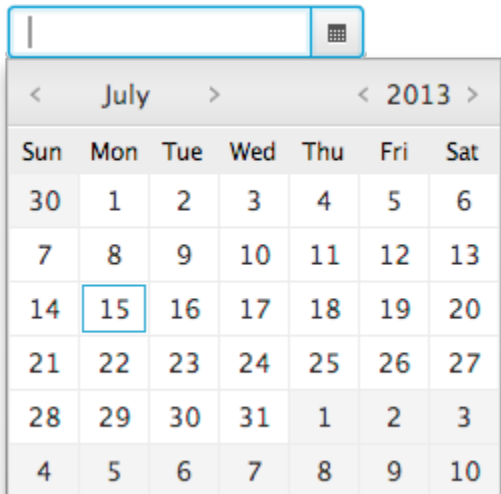 < July > < 2013 >
Sun Mon Tue Wed Thu Fri Sat
30 1 2 3 4 5 6
7 8 9 10 11 12 13
14 15 16 17 18 19 20
21 22 23 24 25 26 27
28 29 30 31 1 2 3
4 5 6 7 8 9 10